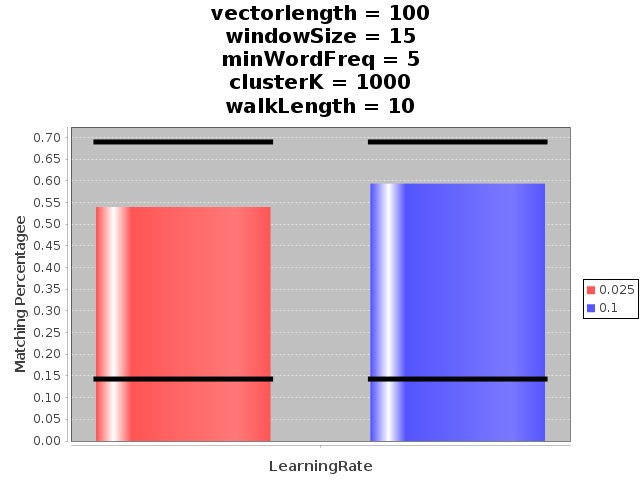 vectorlength = 100
windowSize = 15
minWordFreq = 5
clusterK = 1000
walkLength = 10
0.70
0.65
0.60
0.55
0.50
0.45
0.40
0.35
0.30
0.25
0.20
0.15
0.10
0.05
0.00
Matching Percentagee
LearningRate
0.025
0.1